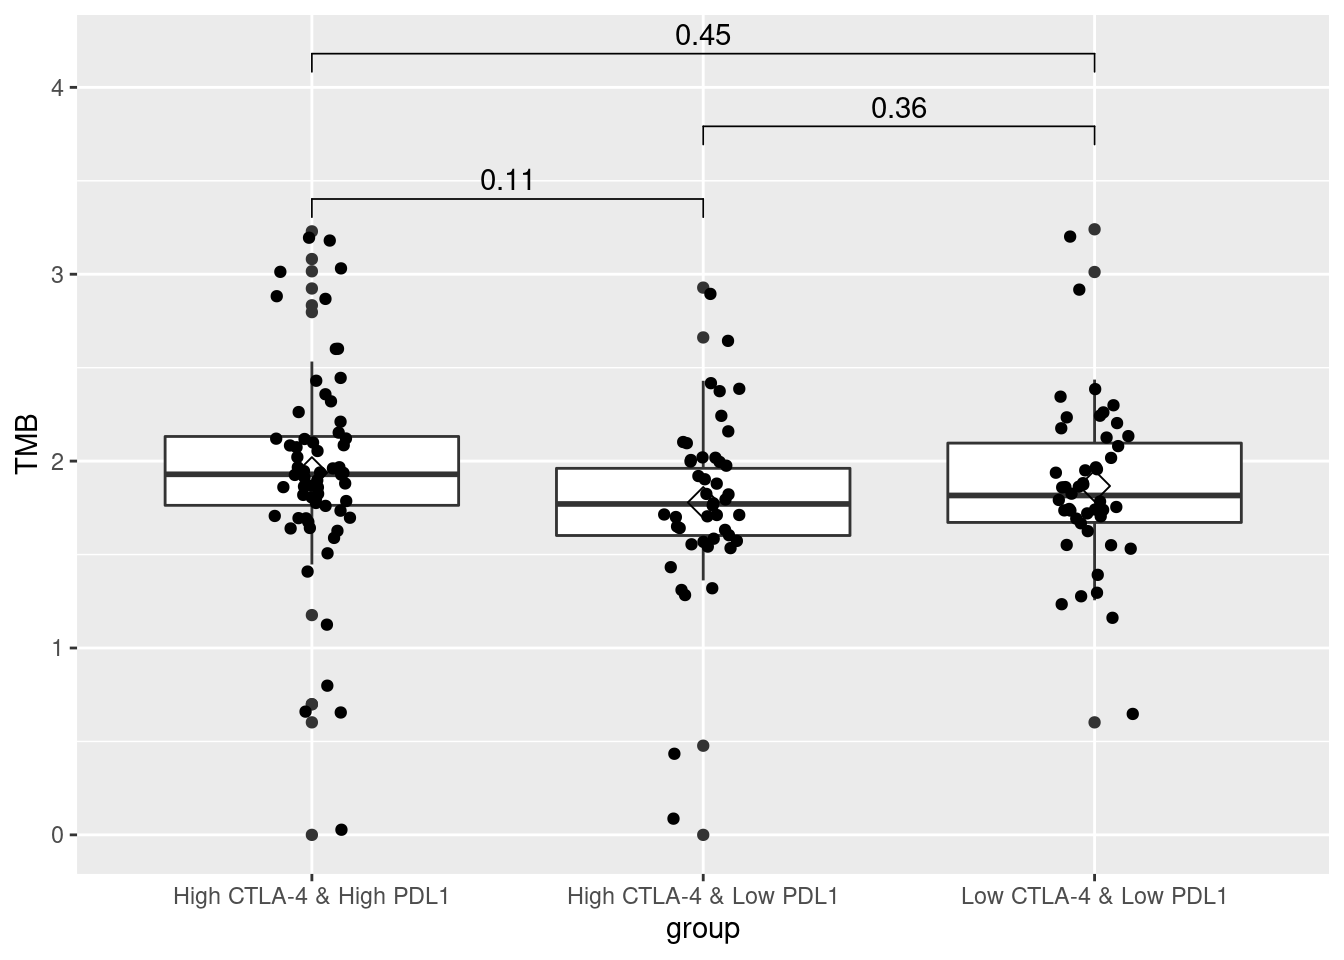 0.45
0.36
0.11
TMB
4
3
2
1
0
High CTLA-4 & High PDL1
High CTLA-4 & Low PDL1
Low CTLA-4 & Low PDL1
group